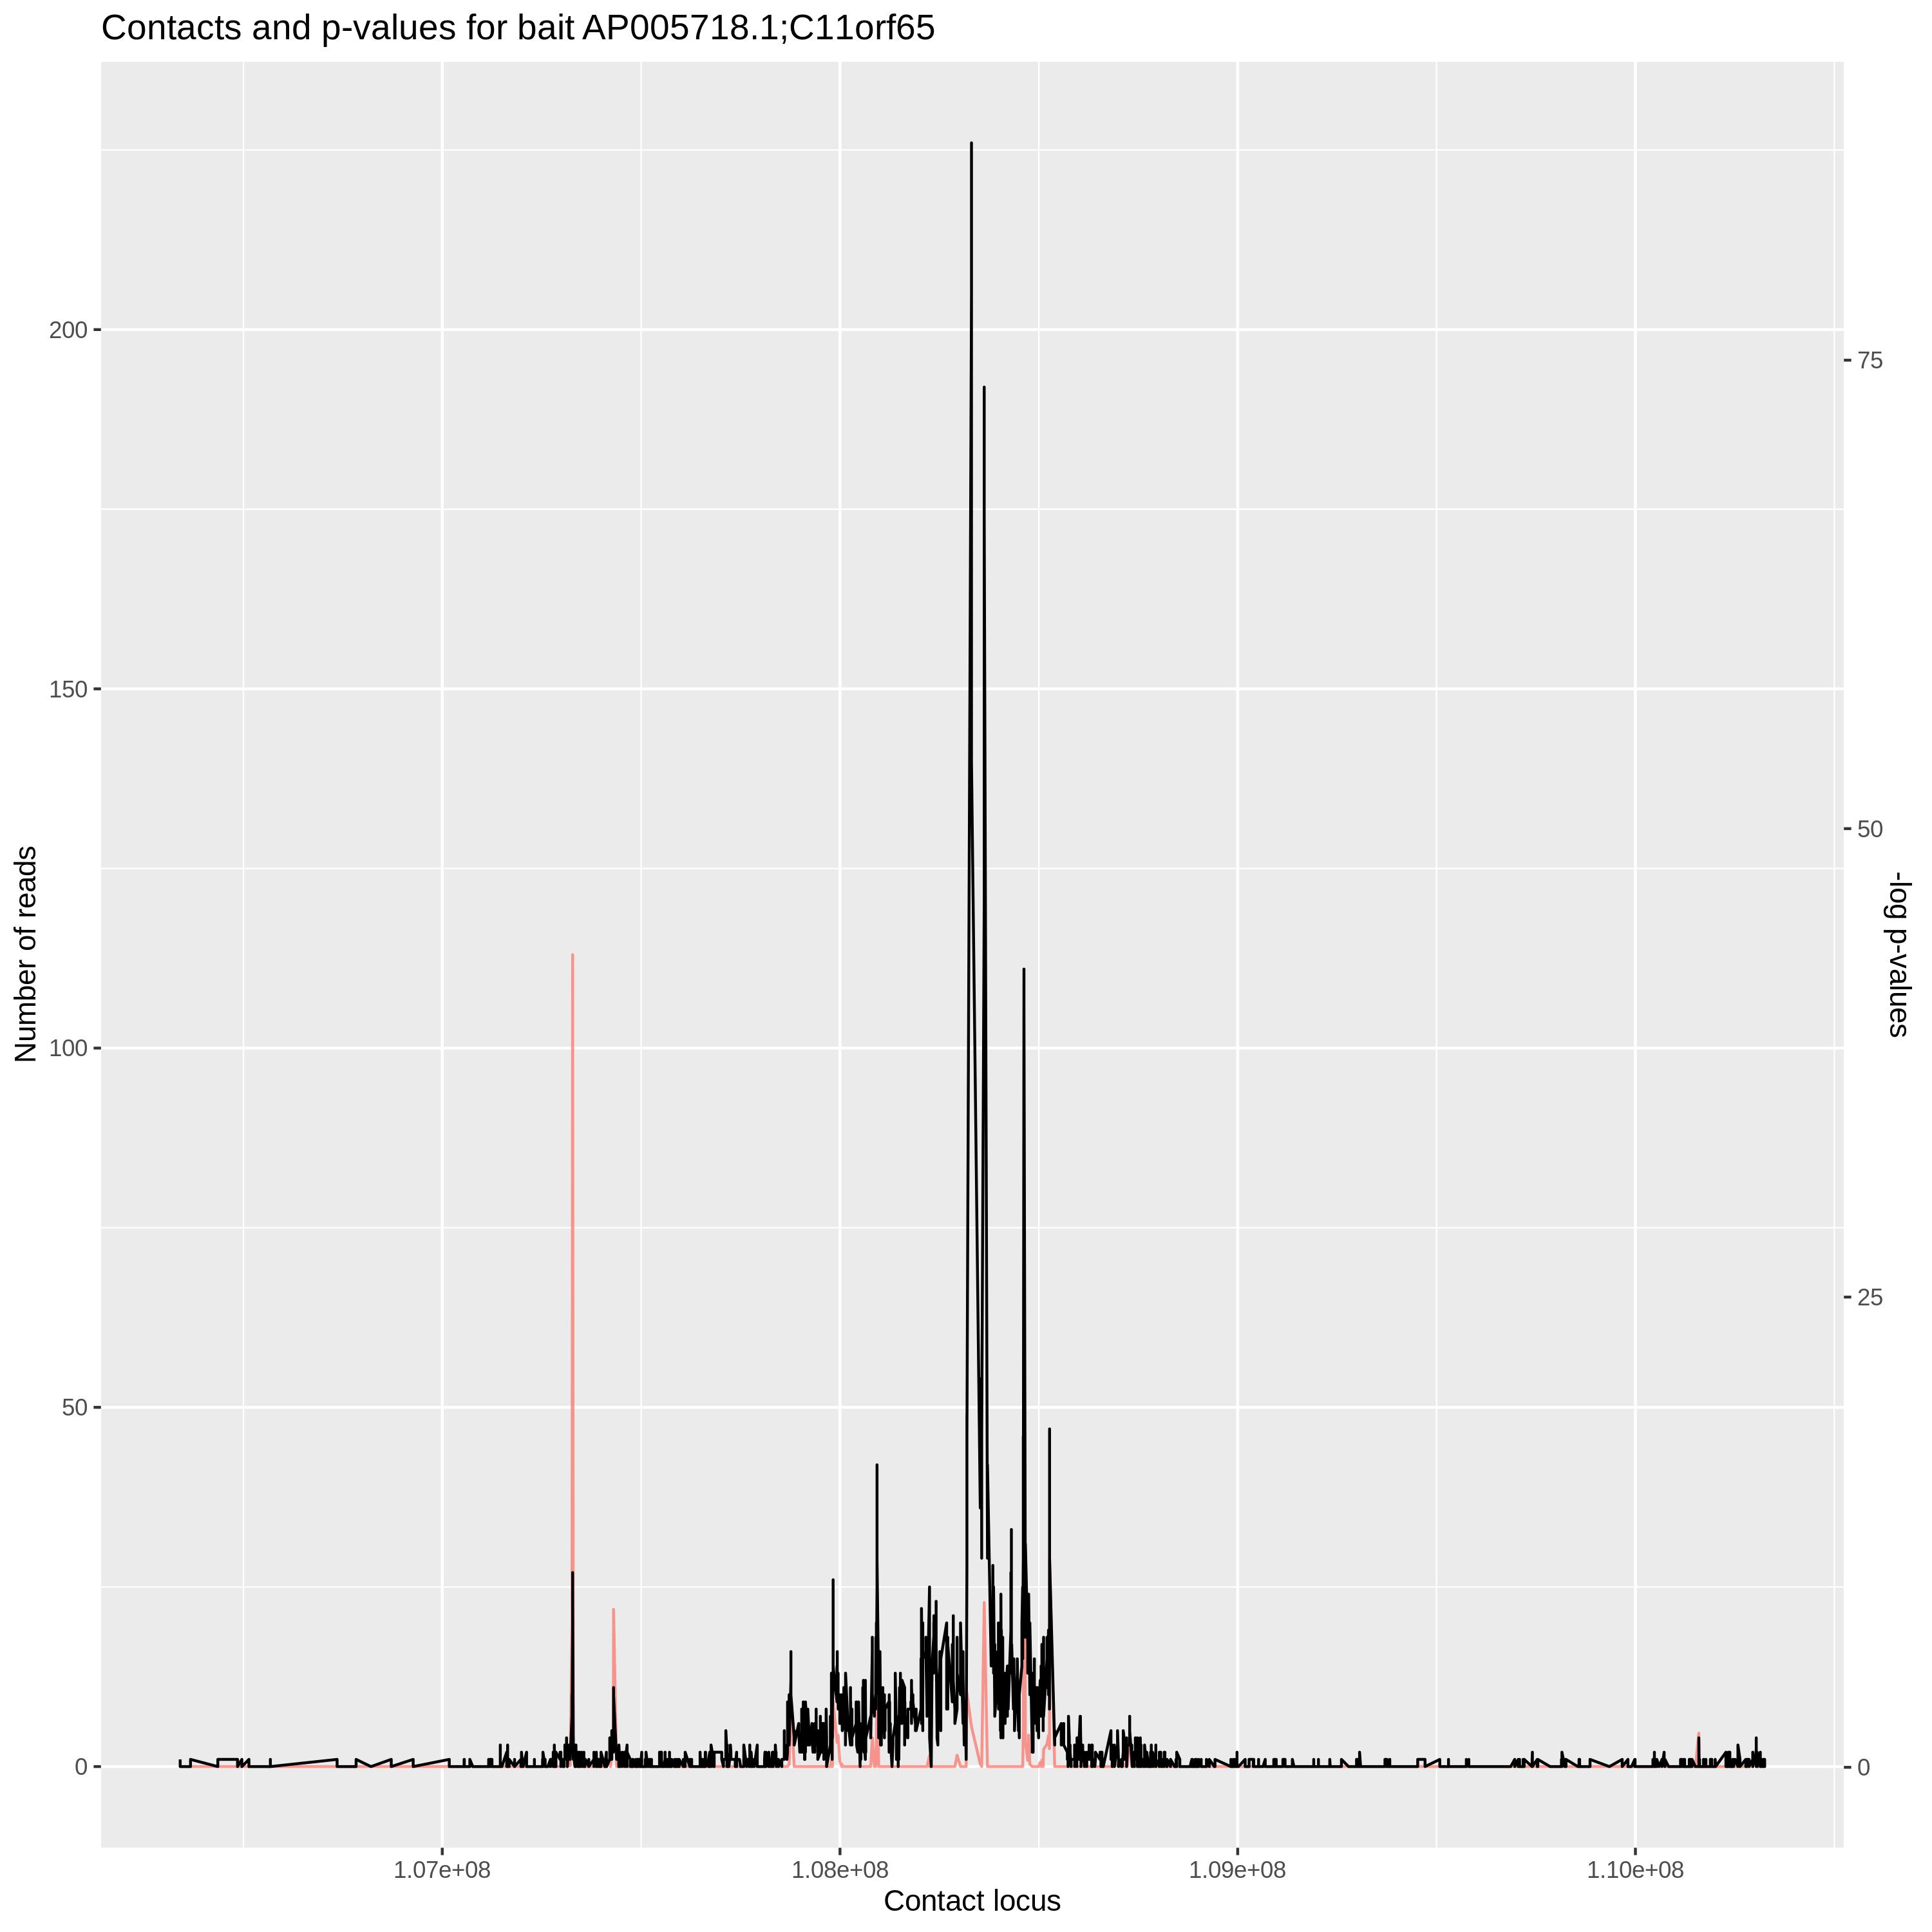 Contacts and p-values for bait AP005718.1;C11orf65
Number of reads
200
150
100
50
0
75
50
25
0
-log p-values
1.07e+08 1.08e+08 1.09e+08 1.10e+08
Contact locus